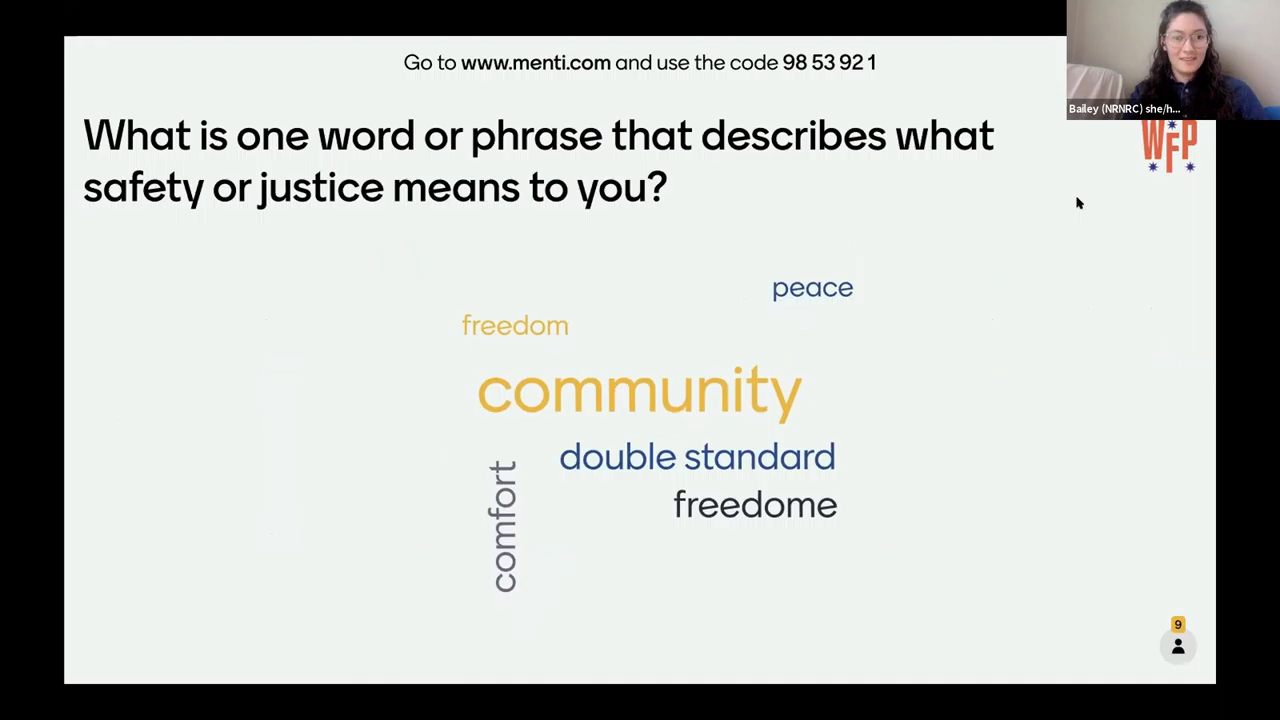 Go to www.menti.com and use the code 98 53 92 1
Bailey (NRNRC) she/h...
What is one word or phrase that describes what
safety or justice means to you?
WFP
peace
freedom
community
double standard
freedome
comfort
9